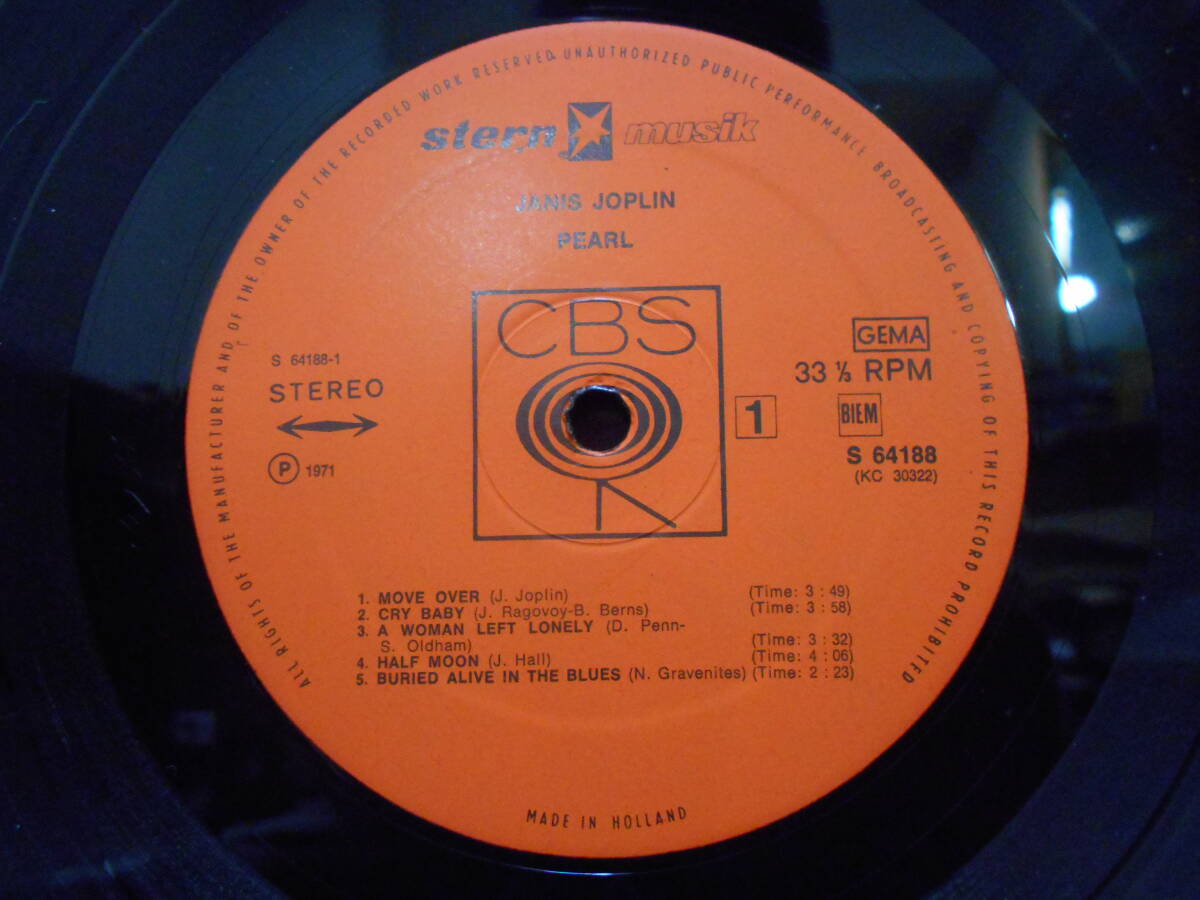 ALL RIGHTS OF THE MANUFACTURER AND OF THE OWNER OF THE RECORDED WORK RESERVED. UNAUTHORIZED PUBLIC PERFORMANCE BROADCASTING AND COPYING OF THIS RECORD PROHIBITED
stern musik
JANIS JOPLIN
PEARL
CBS
S 64188-1
STEREO
Ⓟ 1971
GEMA
33 ⅓ RPM
1
BIEM
S 64188
(KC 30322)
1. MOVE OVER (J. Joplin) (Time: 3 : 49)
2. CRY BABY (J. Ragovoy-B. Berns) (Time: 3 : 58)
3. A WOMAN LEFT LONELY (D. Penn-
S. Oldham) (Time: 3 : 32)
4. HALF MOON (J. Hall) (Time: 4 : 06)
5. BURIED ALIVE IN THE BLUES (N. Gravenites) (Time: 2 : 23)
MADE IN HOLLAND